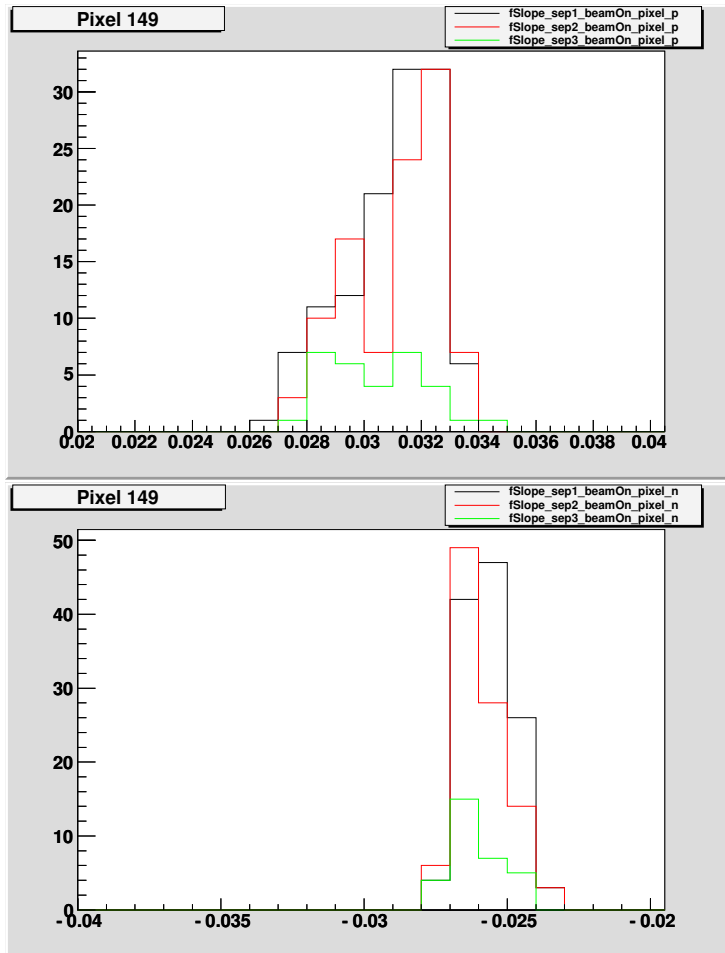 Pixel 149
fSlope_sep1_beamOn_pixel_p
fSlope_sep2_beamOn_pixel_p
fSlope_sep3_beamOn_pixel_p
30
25
20
15
10
5
0
0.02 0.022 0.024 0.026 0.028 0.03 0.032 0.034 0.036 0.038 0.04
Pixel 149
fSlope_sep1_beamOn_pixel_n
fSlope_sep2_beamOn_pixel_n
fSlope_sep3_beamOn_pixel_n
50
40
30
20
10
0
-0.04 -0.035 -0.03 -0.025 -0.02